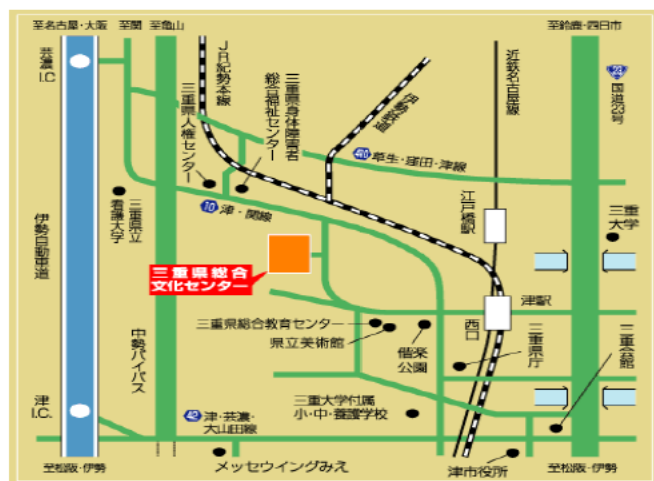 至名古屋・大阪
至関
至亀山
至鈴鹿・四日市
芸濃
I.C
JR紀勢本線
三重県人権センター
三重県身体障害者
総合福祉センター
伊勢鉄道
近鉄名古屋線
23
国道23号
410
草生・窪田・津線
三重県立
看護大学
10
津・関線
江戸橋駅
三重
大学
伊勢自動車道
三重県総合
文化センター
津駅
西口
三重県総合教育センター
県立美術館
偕楽
公園
三重県庁
三重会館
中勢バイパス
津
I.C.
42
津・芸濃・
大山田線
三重大学付属
小・中・養護学校
至松阪・伊勢
メッセウイングみえ
津市役所
至松阪・伊勢